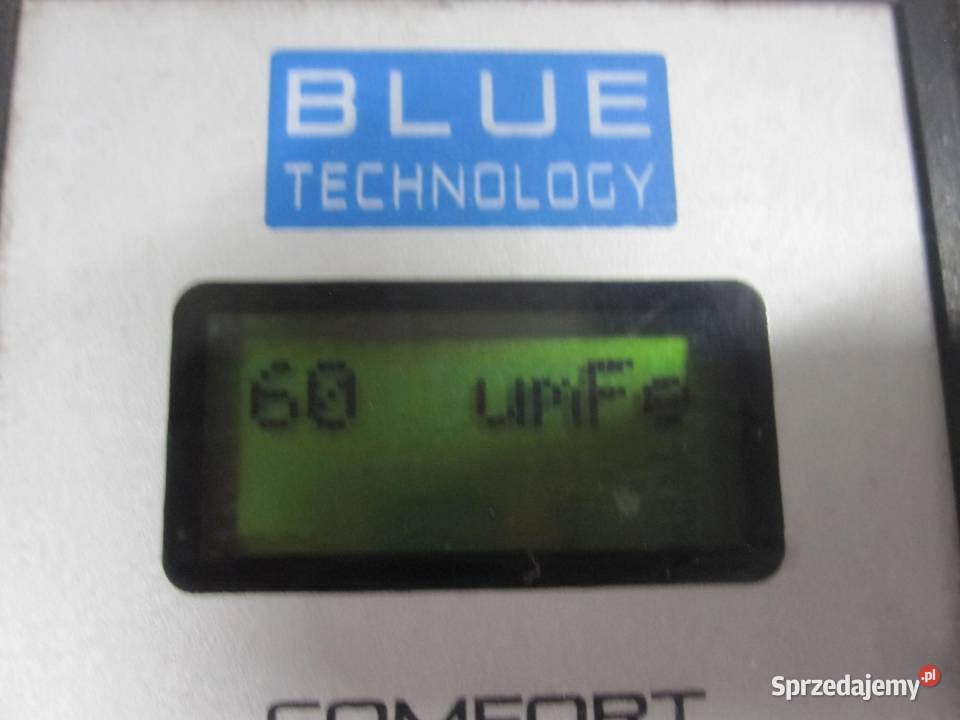 BLUE
TECHNOLOGY
60 umFe
COMFORT
Sprzedajemy.pl